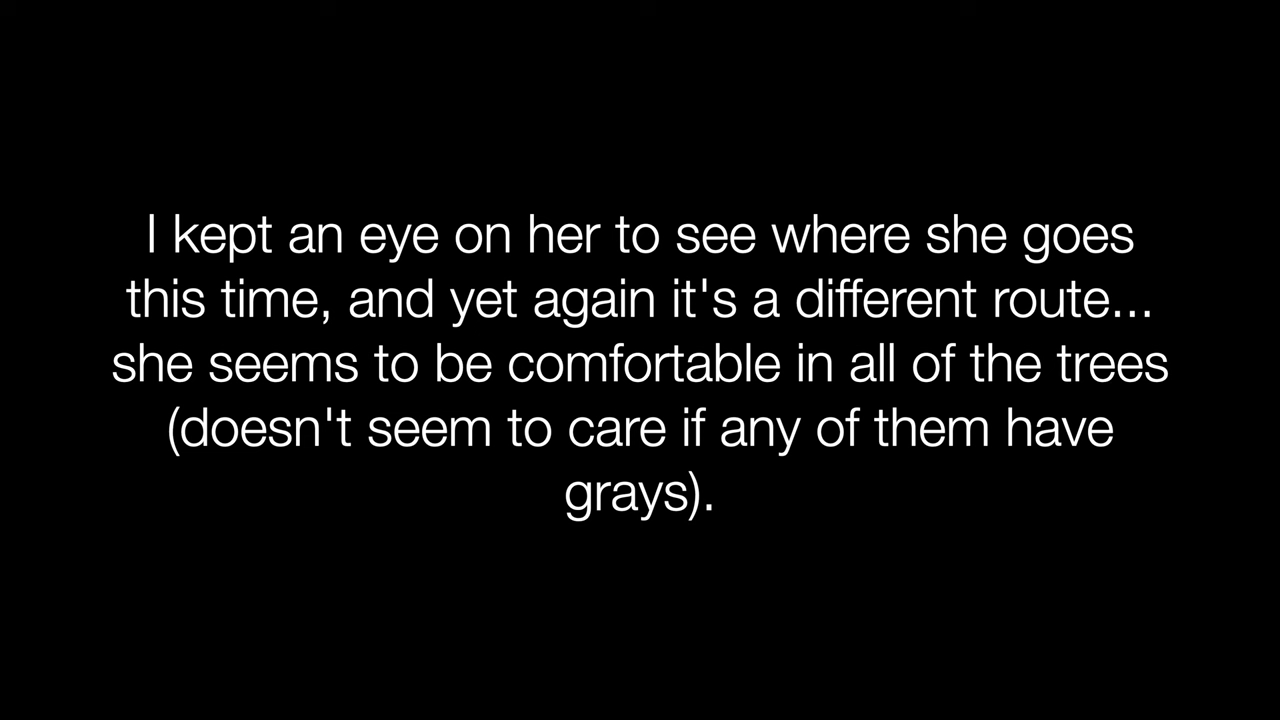 I kept an eye on her to see where she goes
this time, and yet again it's a different route...
she seems to be comfortable in all of the trees
(doesn't seem to care if any of them have
grays).